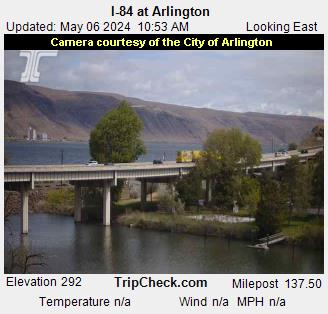 I-84 at Arlington
Updated: May 06 2024 10:53 AM Looking East
Camera courtesy of the City of Arlington
Elevation 292 TripCheck.com Milepost 137.50
Temperature n/a Wind n/a MPH n/a